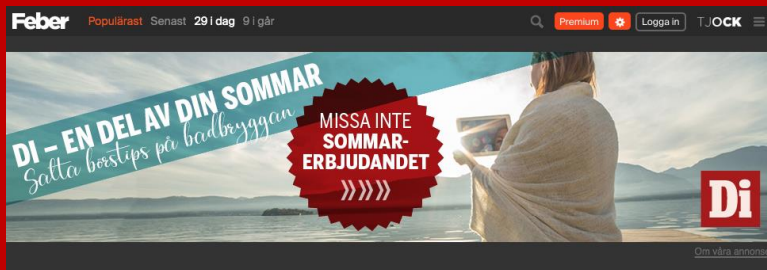 Feber Populärast Senast 29 i dag 9 i går Premium Logga in TJOCK
DI – EN DEL AV DIN SOMMAR
Salta börstips på badbryggan
MISSA INTE
SOMMAR-
ERBJUDANDET
Di
Om våra annonse